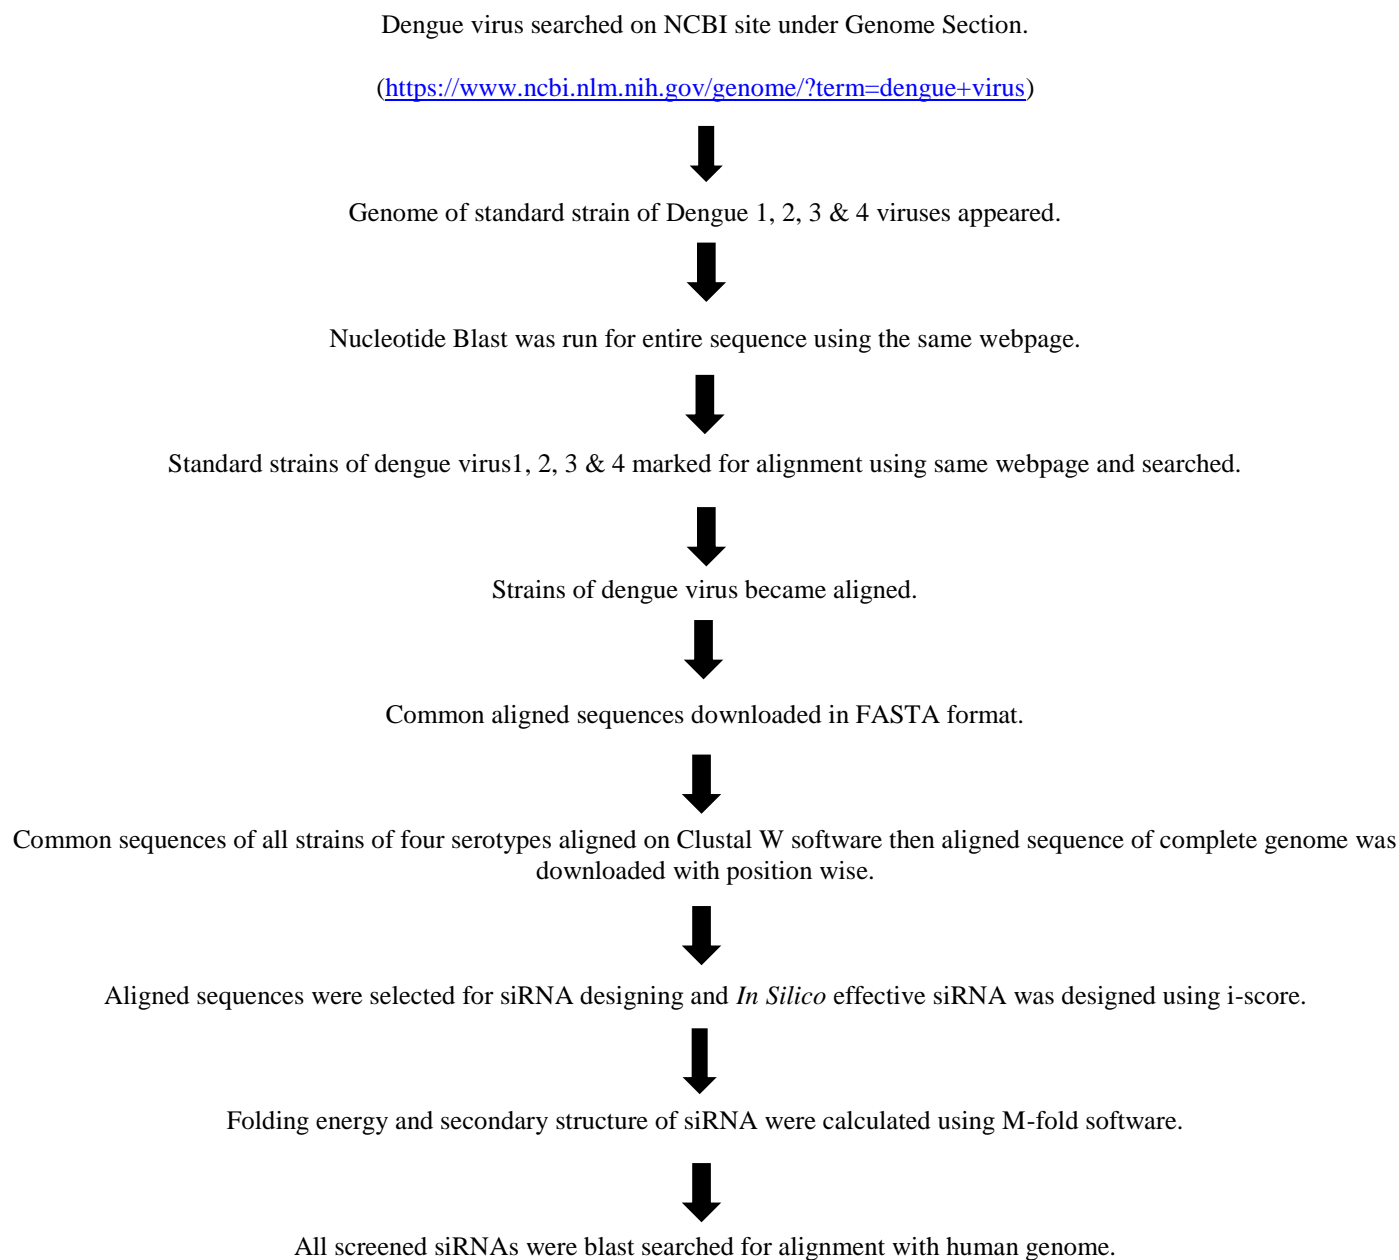 Dengue virus searched on NCBI site under Genome Section.
(https://www.ncbi.nlm.nih.gov/genome/?term=dengue+virus)
Genome of standard strain of Dengue 1, 2, 3 & 4 viruses appeared.
Nucleotide Blast was run for entire sequence using the same webpage.
Standard strains of dengue virus1, 2, 3 & 4 marked for alignment using same webpage and searched.
Strains of dengue virus became aligned.
Common aligned sequences downloaded in FASTA format.
Common sequences of all strains of four serotypes aligned on Clustal W software then aligned sequence of complete genome was
downloaded with position wise.
Aligned sequences were selected for siRNA designing and In Silico effective siRNA was designed using i-score.
Folding energy and secondary structure of siRNA were calculated using M-fold software.
All screened siRNAs were blast searched for alignment with human genome.